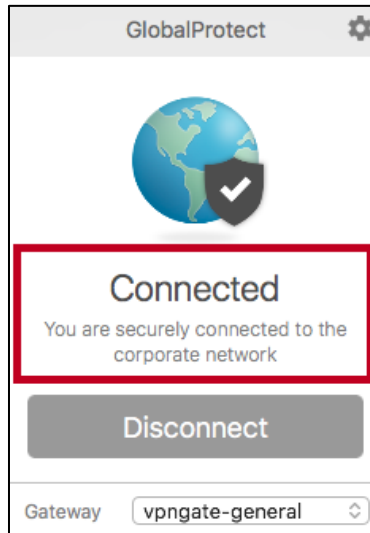 GlobalProtect
Connected
You are securely connected to the
corporate network
Disconnect
Gateway vpngate-general